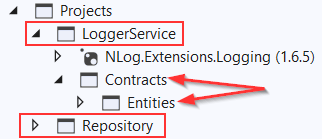 Projects
LoggerService
NLog.Extensions.Logging (1.6.5)
Contracts
Entities
Repository